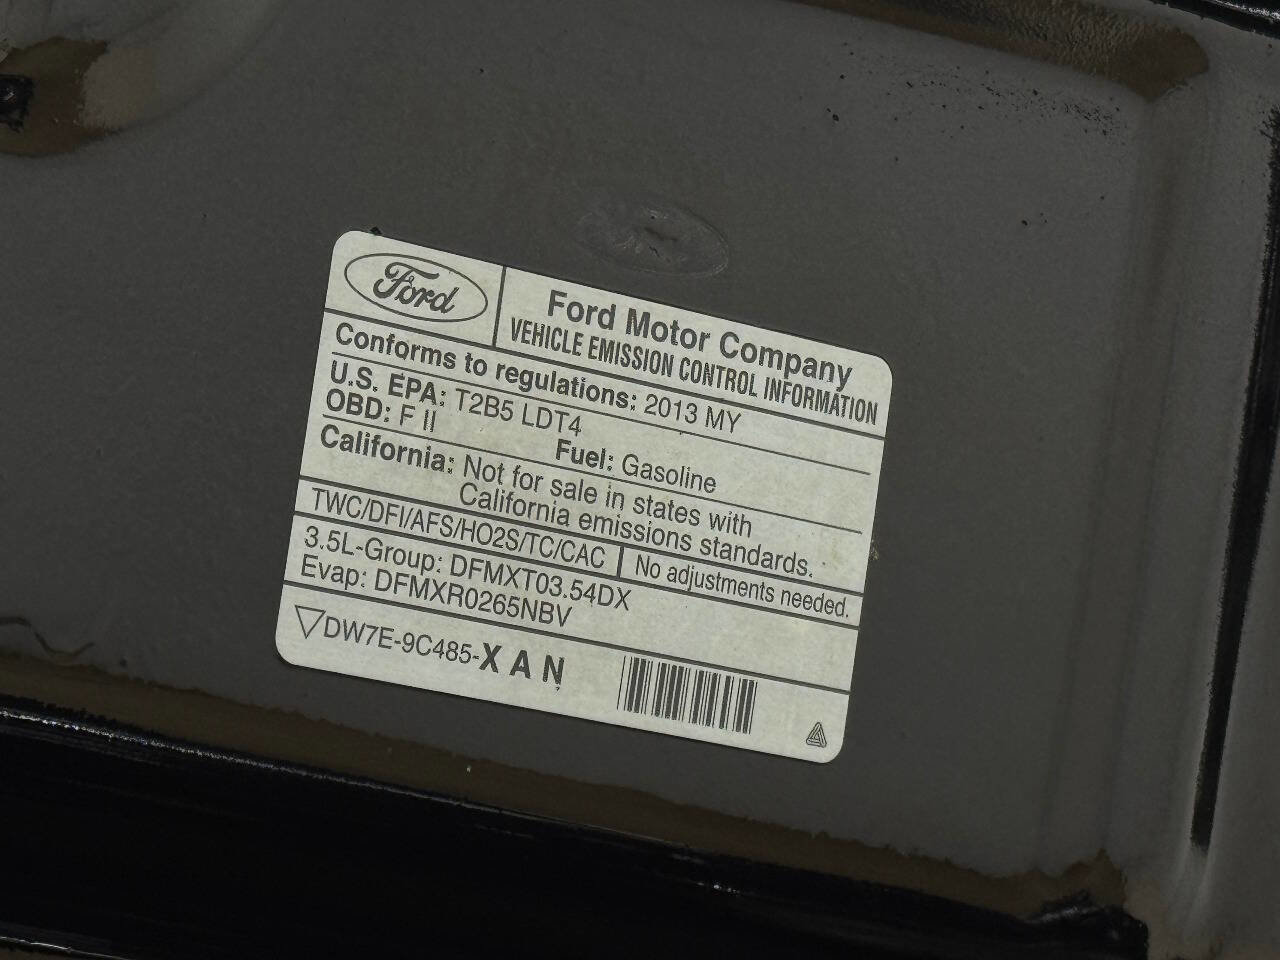 Ford
Ford Motor Company
VEHICLE EMISSION CONTROL INFORMATION
Conforms to regulations: 2013 MY
U.S. EPA: T2B5 LDT4
OBD: F II Fuel: Gasoline
California: Not for sale in states with
California emissions standards.
TWC/DFI/AFS/HO2S/TC/CAC No adjustments needed.
3.5L-Group: DFMXT03.54DX
Evap: DFMXR0265NBV
DW7E-9C485-XAN